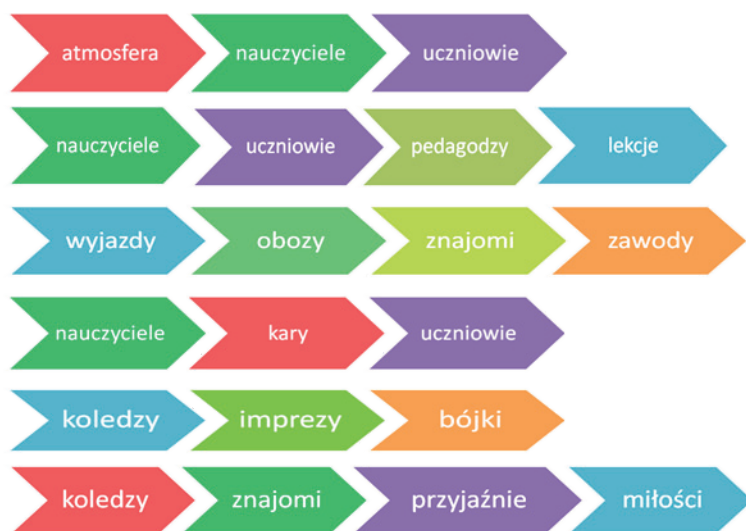 atmosfera nauczyciele uczniowie
nauczyciele uczniowie pedagodzy lekcje
wyjazdy obozy znajomi zawody
nauczyciele kary uczniowie
koledzy imprezy bójki
koledzy znajomi przyjaźnie miłości